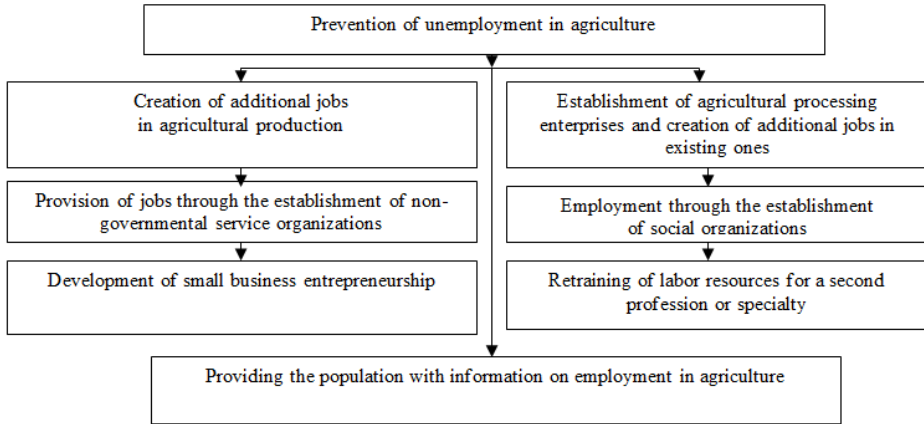 Prevention of unemployment in agriculture
Creation of additional jobs
in agricultural production
Establishment of agricultural processing
enterprises and creation of additional jobs in
existing ones
Provision of jobs through the establishment of non-
governmental service organizations
Employment through the establishment
of social organizations
Development of small business entrepreneurship
Retraining of labor resources for a second
profession or specialty
Providing the population with information on employment in agriculture